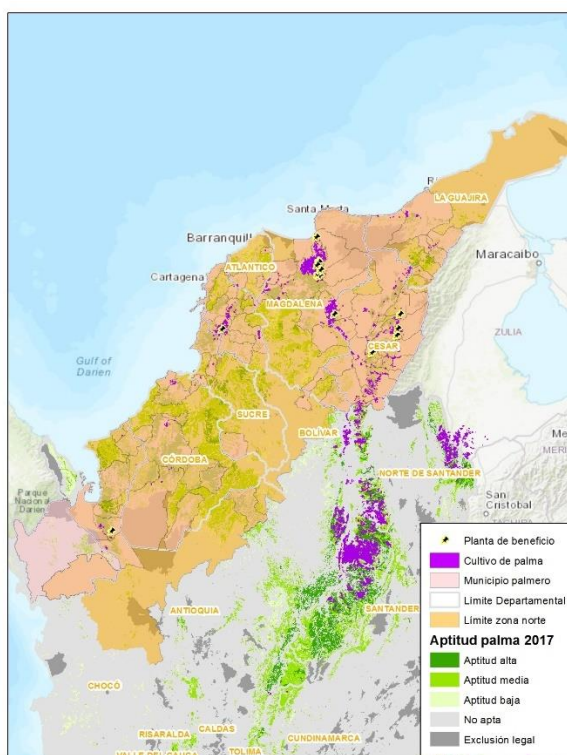 LA GUAJIRA
Santa Marta
Barranquill
ATLÁNTICO
Maracaibo
Cartagena
MAGDALENA
ZULIA
CESAR
Gulf of
Darien
SUCRE
BOLÍVAR
CÓRDOBA
NORTE DE SANTANDER
Parque
Nacional
Darien
San
Cristobal
ANTIOQUIA
SANTANDER
CHOCÓ
CALDAS
RISARALDA
CUNDINAMARCA
TOLIMA
Planta de beneficio
Cultivo de palma
Municipio palmero
Límite Departamental
Límite zona norte
Aptitud palma 2017
Aptitud alta
Aptitud media
Aptitud baja
No apta
Exclusión legal